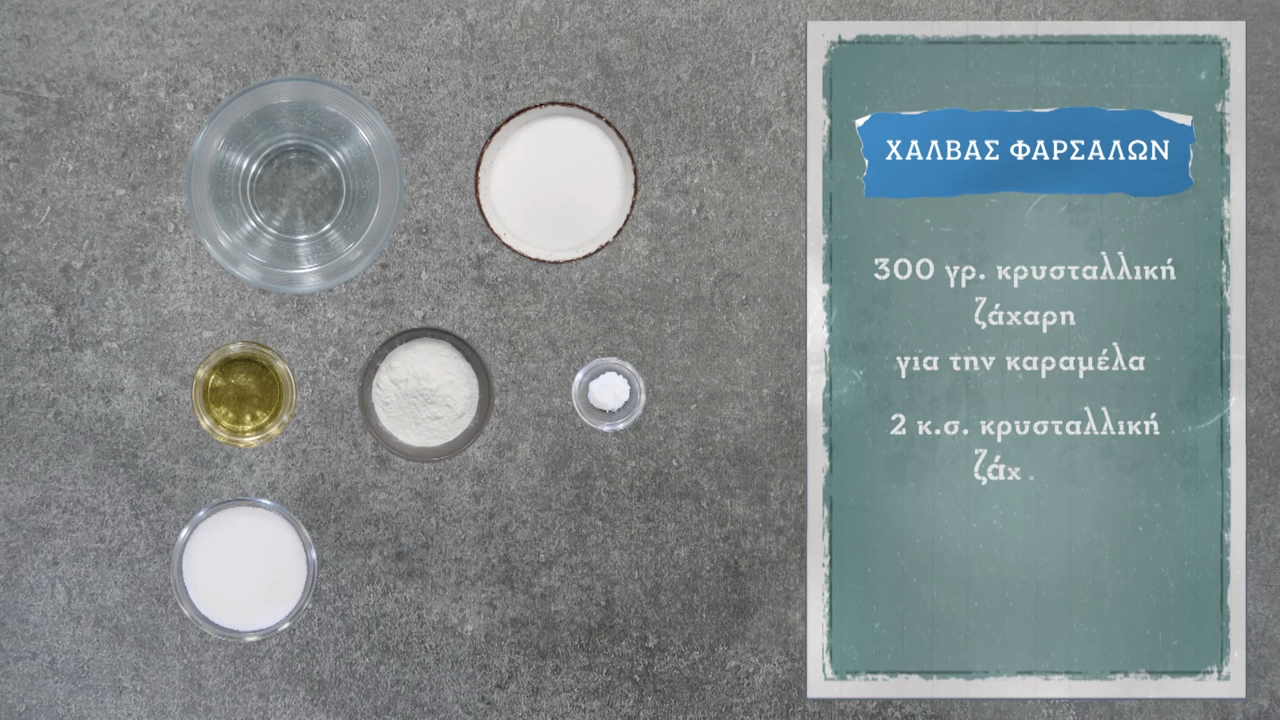 ΧΑΛΒΑΣ ΦΑΡΣΑΛΩΝ
300 γρ. κρυσταλλική
ζάχαρη
για την καραμέλα
2 κ.σ. κρυσταλλική
ζάχ